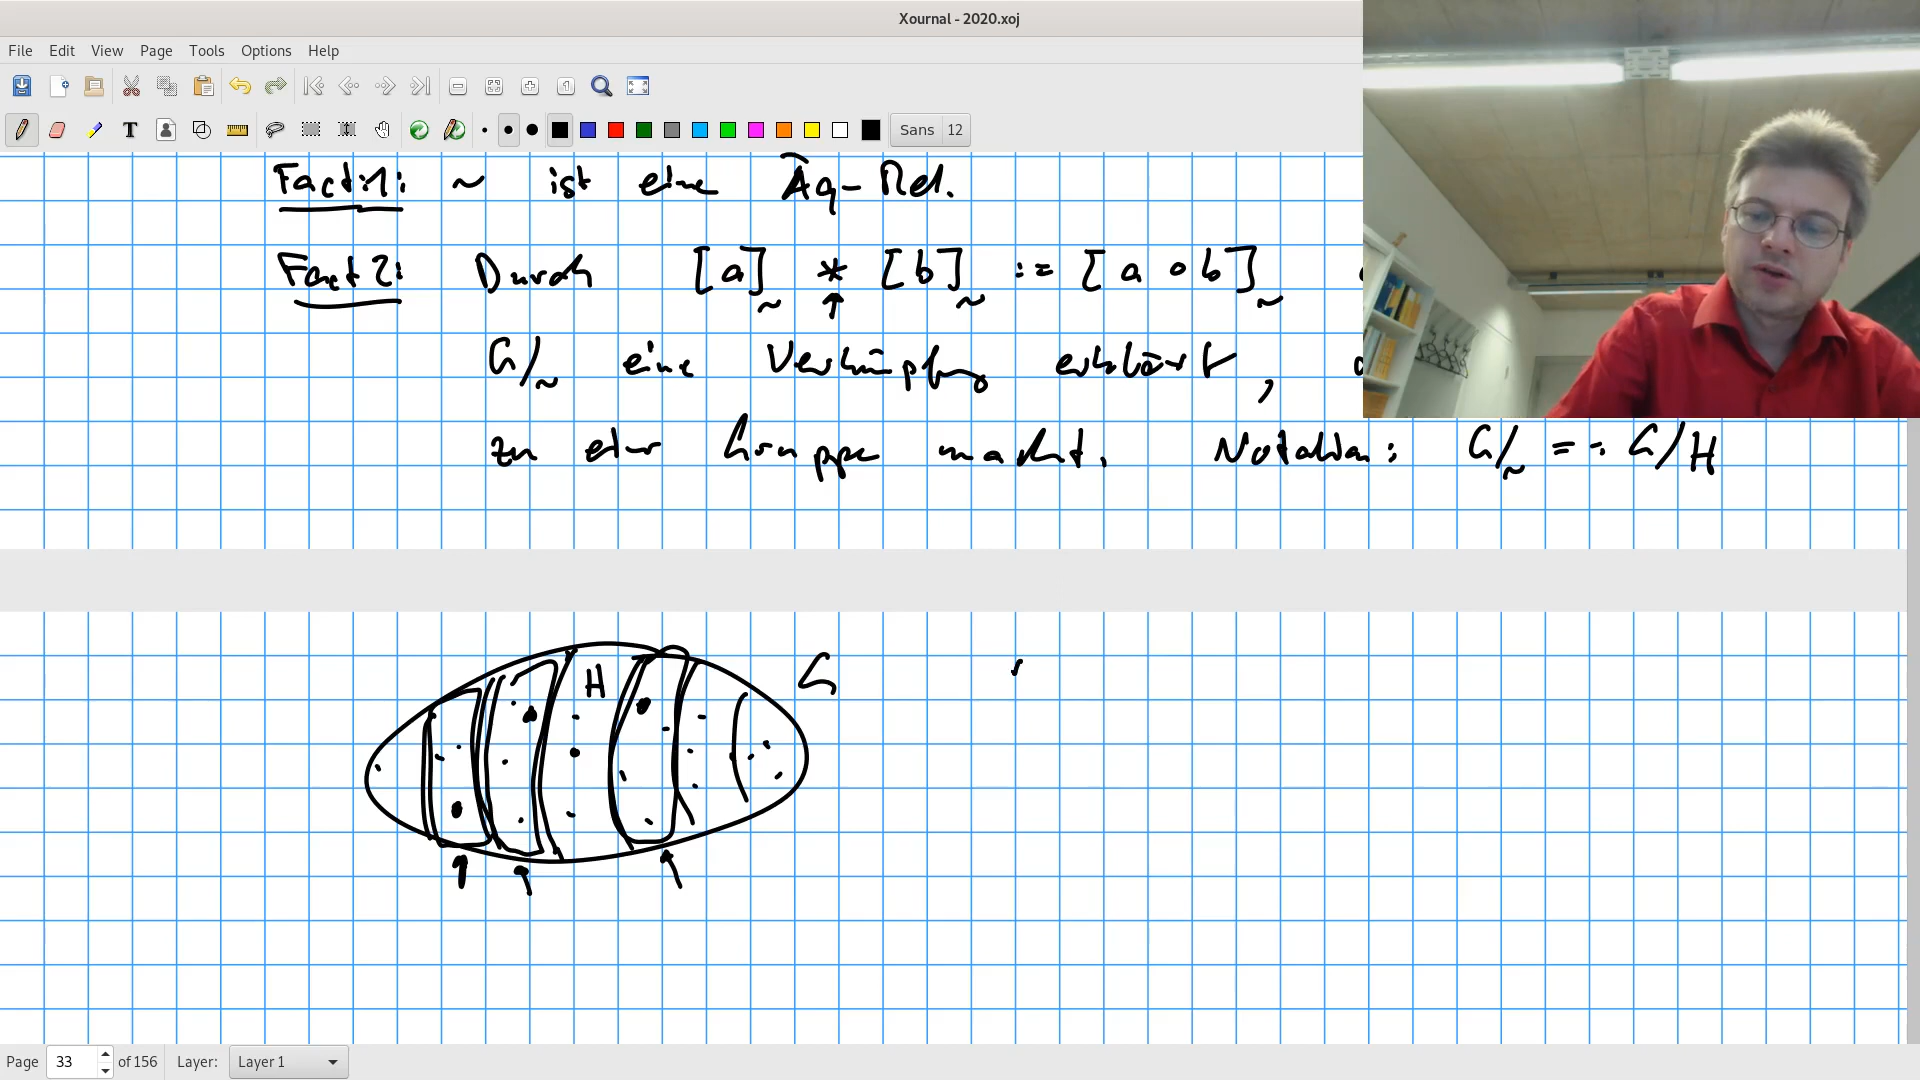 Xournal - 2020.xoj
File Edit View Page Tools Options Help
Sans 12
Fact 1: ~ ist eine Äq-Rel.
Fact 2: Durch [a]~ * [b]~ := [a ∘ b]~
G/~ eine Verknüpfung erklärt,
zu einer Gruppe macht. Notation: G/~ =: G/H
H G
Page 33 of 156 Layer: Layer 1